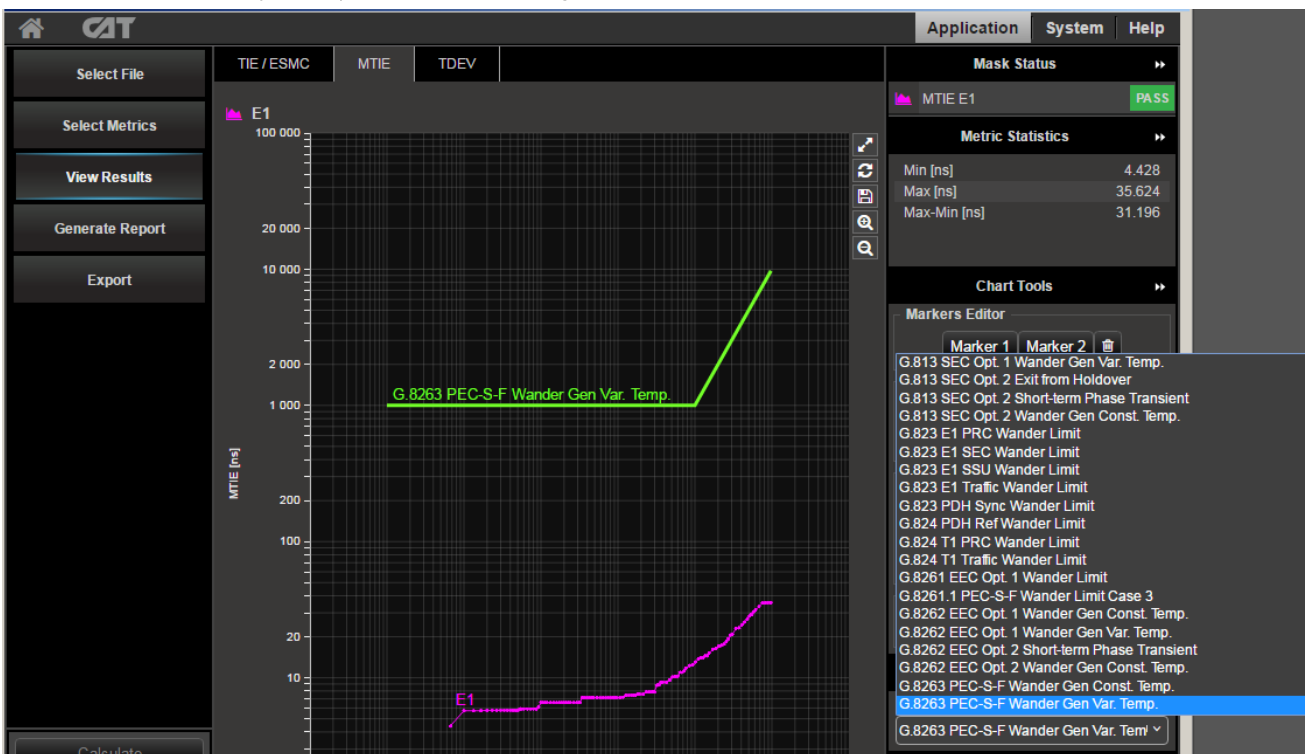 CAT
Application System Help
Select File
Select Metrics
View Results
Generate Report
Export
Calculate
TIE / ESMC MTIE TDEV
E1
100 000
20 000
10 000
2 000
1 000
200
100
20
10
MTIE [ns]
G.8263 PEC-S-F Wander Gen Var. Temp.
E1
Mask Status
MTIE E1 PASS
Metric Statistics
Min [ns] 4.428
Max [ns] 35.624
Max-Min [ns] 31.196
Chart Tools
Markers Editor
Marker 1 Marker 2
G.813 SEC Opt. 1 Wander Gen Var. Temp.
G.813 SEC Opt. 2 Exit from Holdover
G.813 SEC Opt. 2 Short-term Phase Transient
G.813 SEC Opt. 2 Wander Gen Const. Temp.
G.823 E1 PRC Wander Limit
G.823 E1 SEC Wander Limit
G.823 E1 SSU Wander Limit
G.823 E1 Traffic Wander Limit
G.823 PDH Sync Wander Limit
G.824 PDH Ref Wander Limit
G.824 T1 PRC Wander Limit
G.824 T1 Traffic Wander Limit
G.8261 EEC Opt. 1 Wander Limit
G.8261.1 PEC-S-F Wander Limit Case 3
G.8262 EEC Opt. 1 Wander Gen Const. Temp.
G.8262 EEC Opt. 1 Wander Gen Var. Temp.
G.8262 EEC Opt. 2 Short-term Phase Transient
G.8262 EEC Opt. 2 Wander Gen Const. Temp.
G.8263 PEC-S-F Wander Gen Const. Temp.
G.8263 PEC-S-F Wander Gen Var. Temp.
G.8263 PEC-S-F Wander Gen Var. Tem